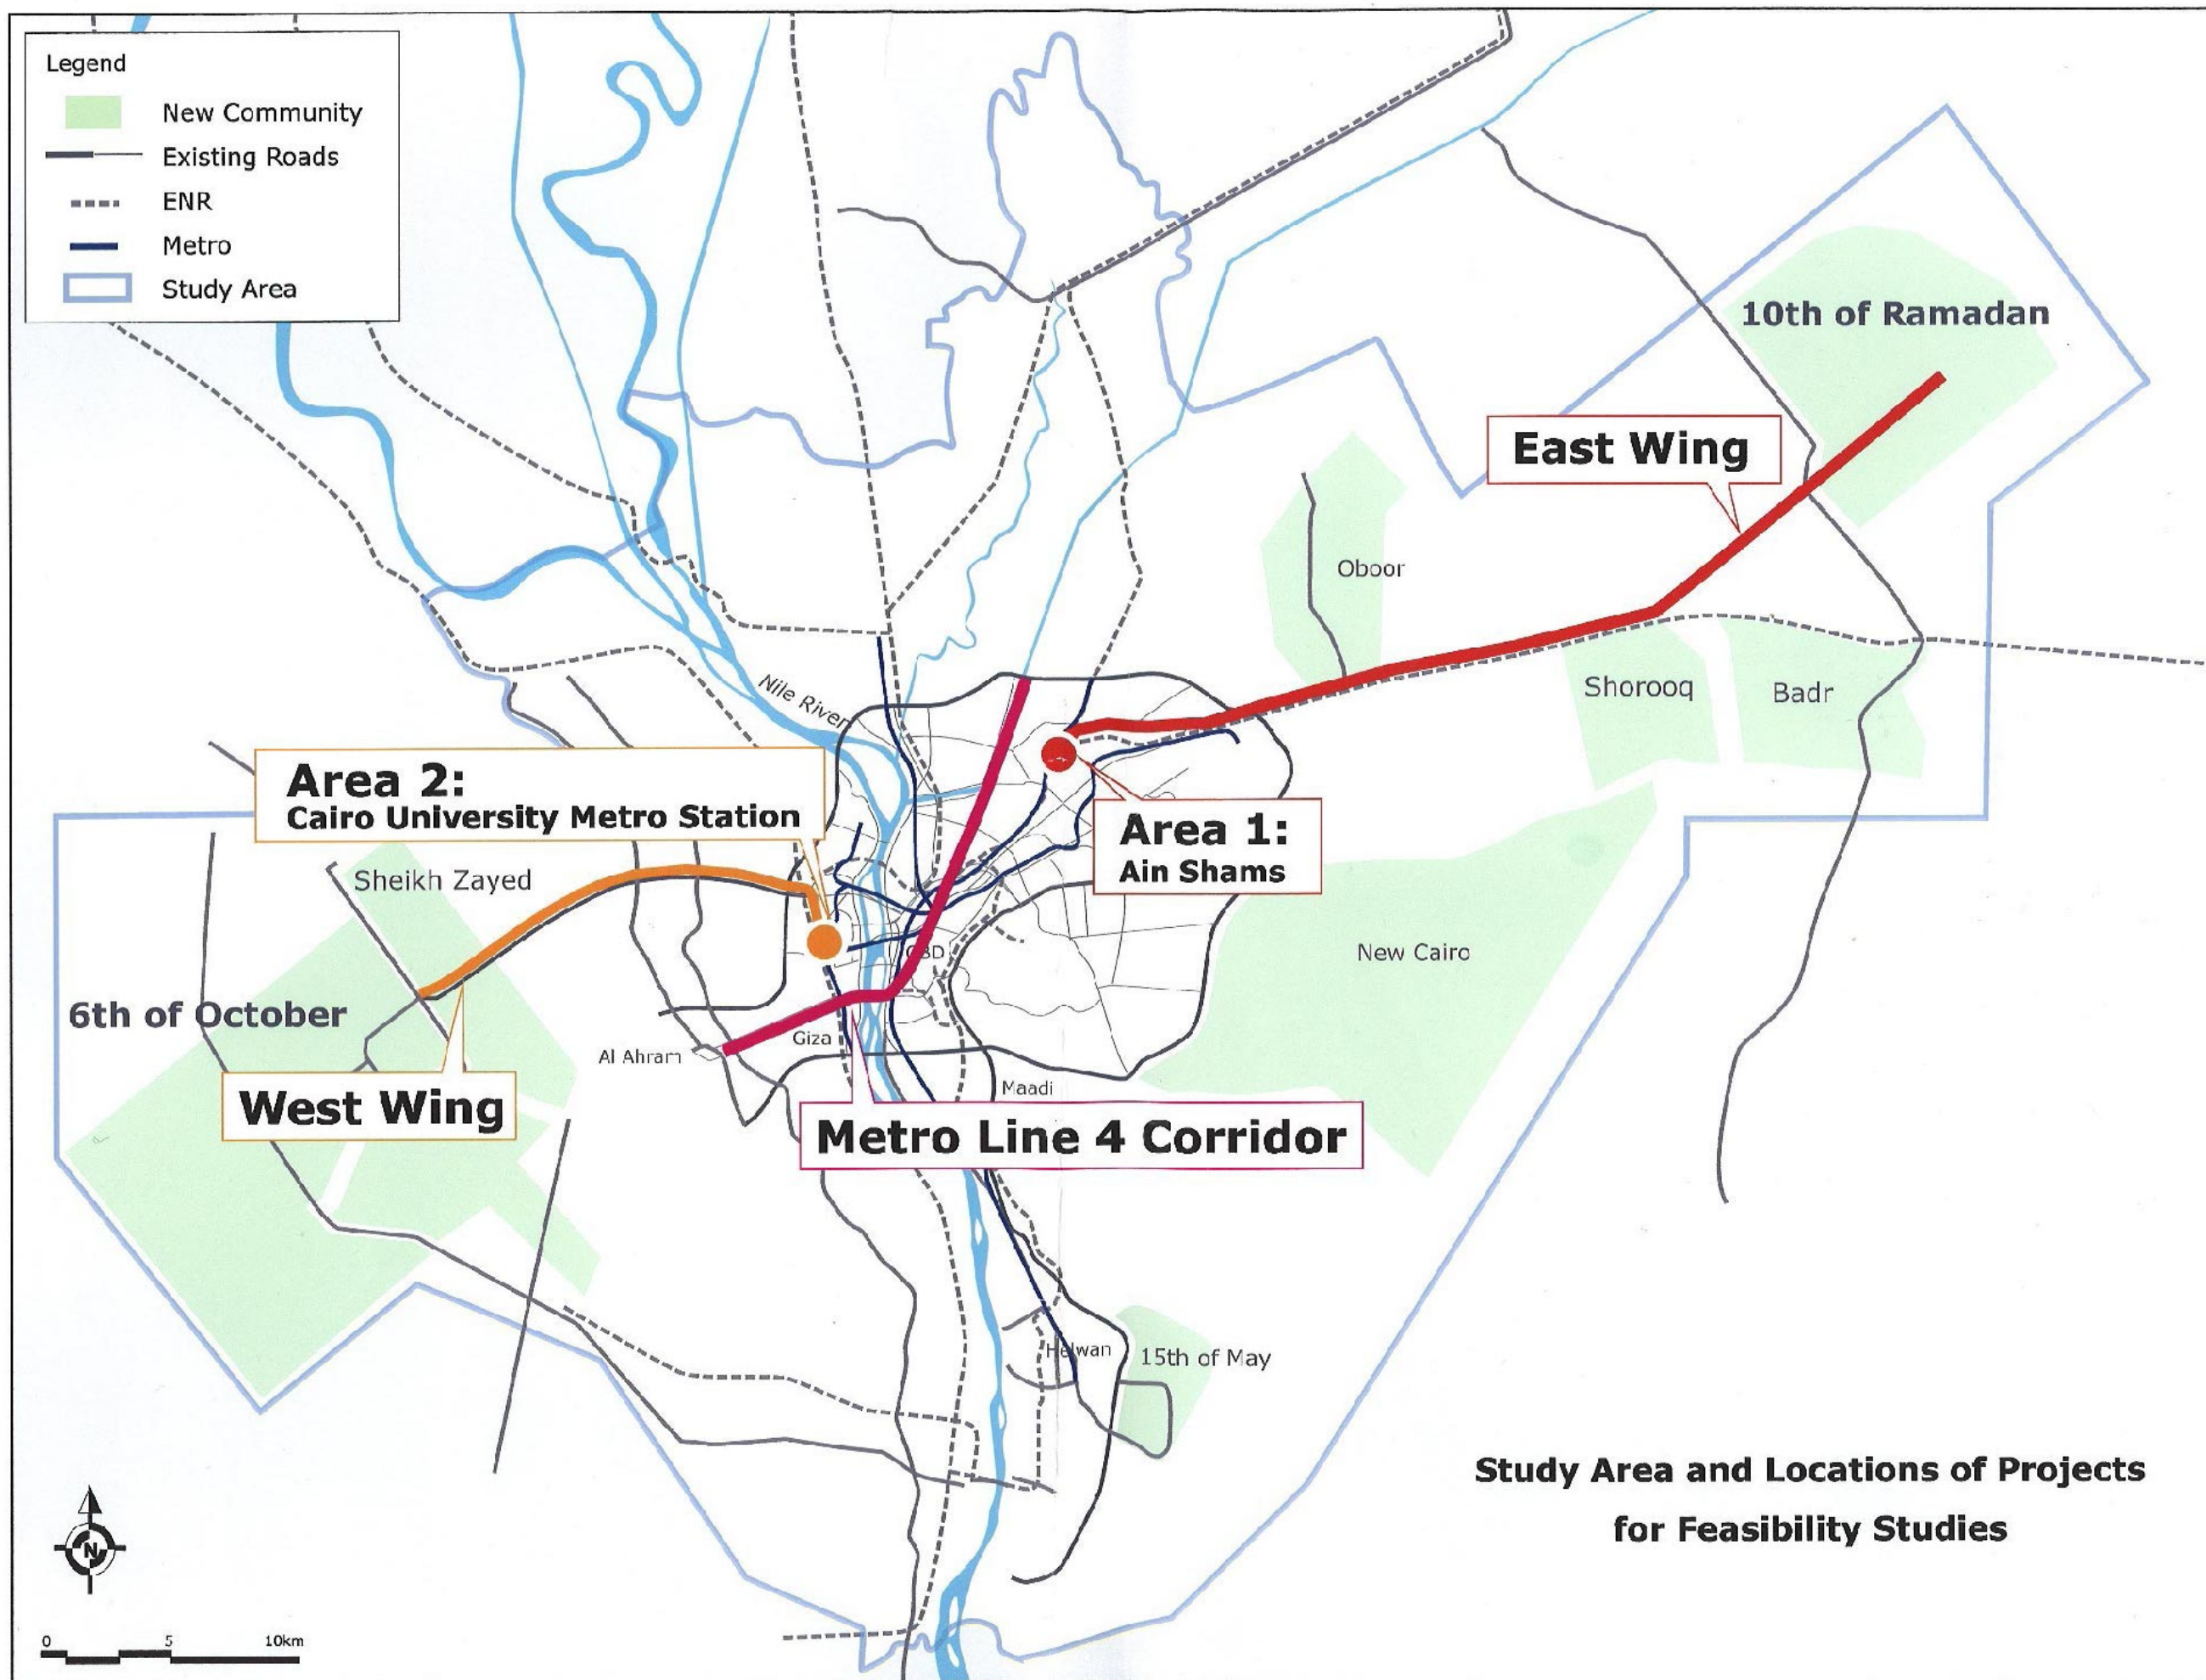 Legend
New Community
Existing Roads
ENR
Metro
Study Area
10th of Ramadan
East Wing
Oboor
Shorooq
Badr
Nile River
Area 2:
Cairo University Metro Station
Area 1:
Ain Shams
Sheikh Zayed
New Cairo
CBD
6th of October
Giza
Al Ahram
Maadi
West Wing
Metro Line 4 Corridor
Helwan
15th of May
Study Area and Locations of Projects
for Feasibility Studies
N
0 5 10km